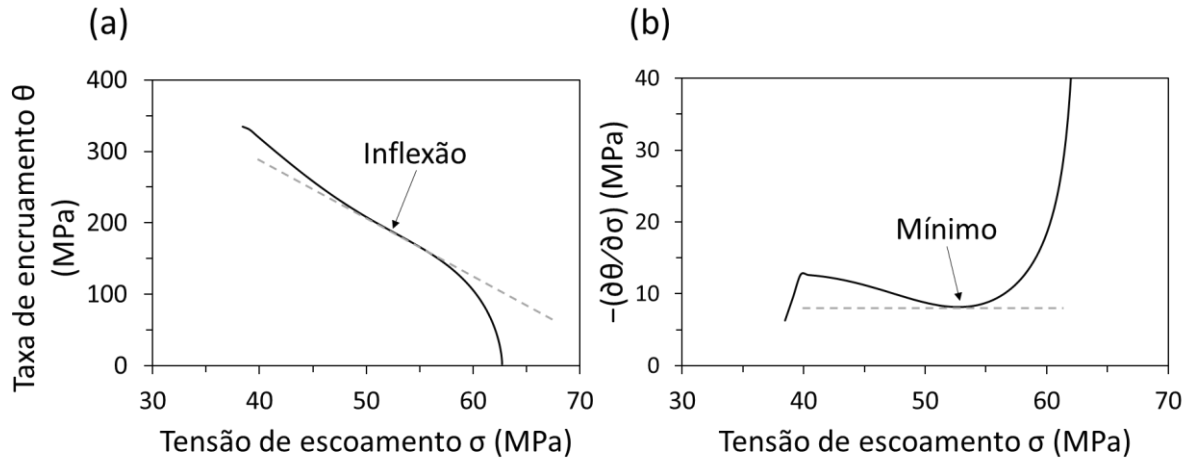 (a)
Taxa de encruamento θ
(MPa)
400
300
200
100
0
Inflexão
30
40
50
60
70
Tensão de escoamento σ (MPa)
(b)
−(∂θ/∂σ) (MPa)
40
30
20
10
0
Mínimo
30
40
50
60
70
Tensão de escoamento σ (MPa)